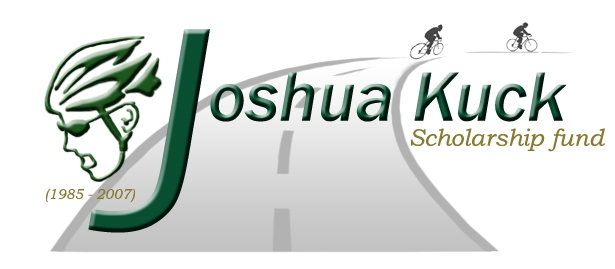 Joshua Kuck
Scholarship fund
(1985 - 2007)